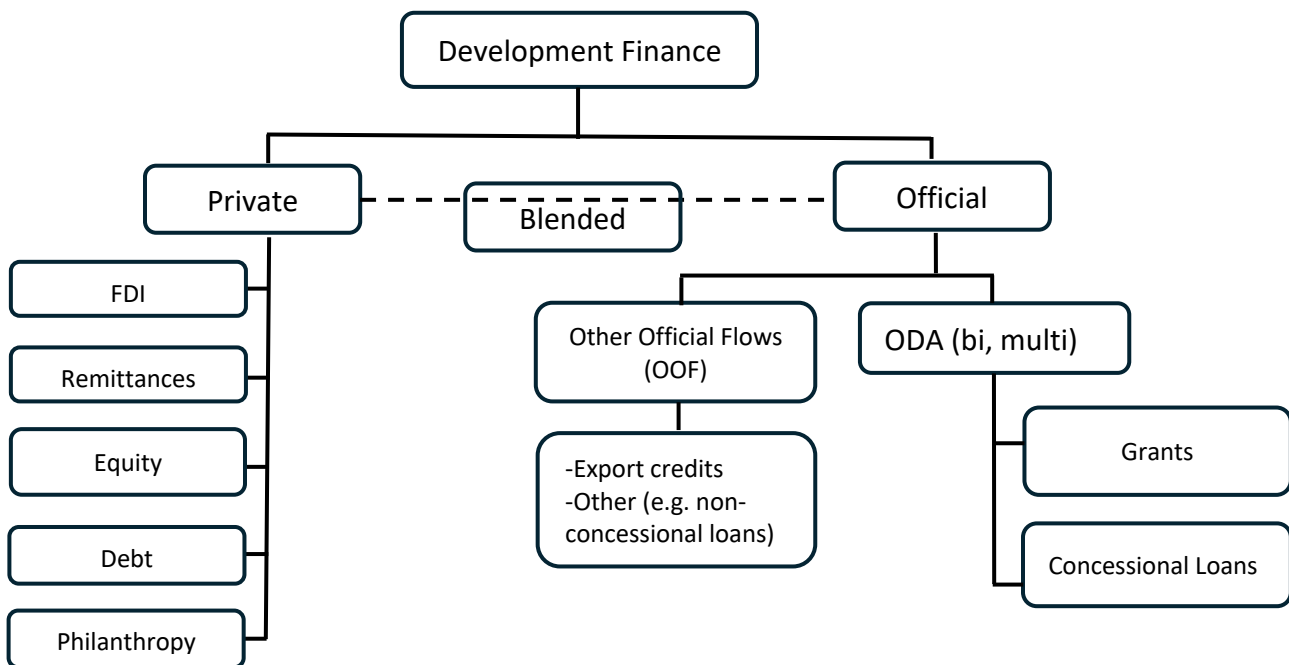 Development Finance
Private
Blended
Official
FDI
Remittances
Equity
Debt
Philanthropy
Other Official Flows
(OOF)
-Export credits
-Other (e.g. non-
concessional loans)
ODA (bi, multi)
Grants
Concessional Loans